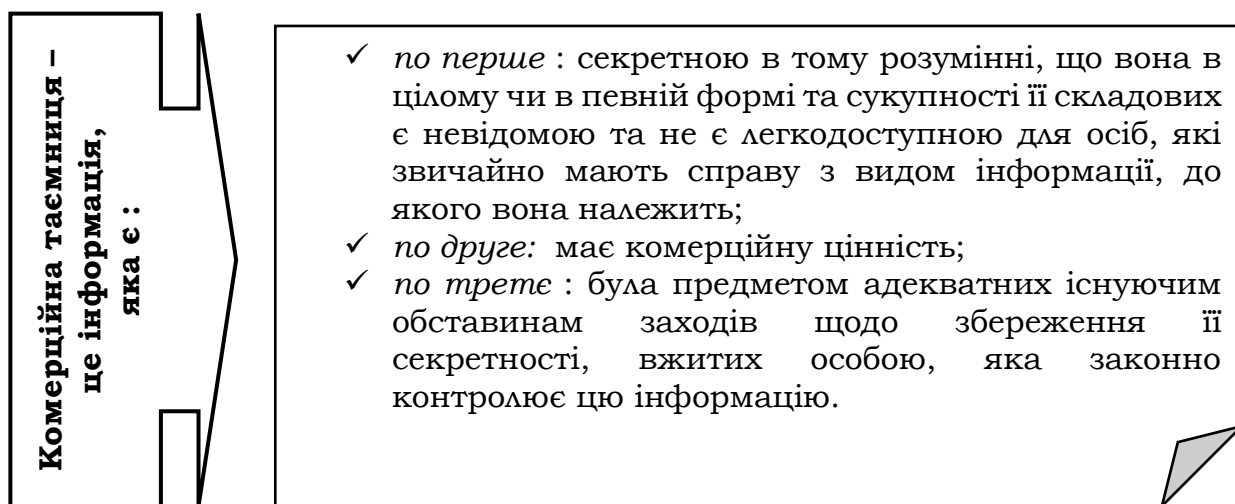 Комерційна таємниця –
це інформація,
яка є :
✓ по перше : секретною в тому розумінні, що вона в
цілому чи в певній формі та сукупності її складових
є невідомою та не є легкодоступною для осіб, які
звичайно мають справу з видом інформації, до
якого вона належить;
✓ по друге: має комерційну цінність;
✓ по третє : була предметом адекватних існуючим
обставинам заходів щодо збереження її
секретності, вжитих особою, яка законно
контролює цю інформацію.